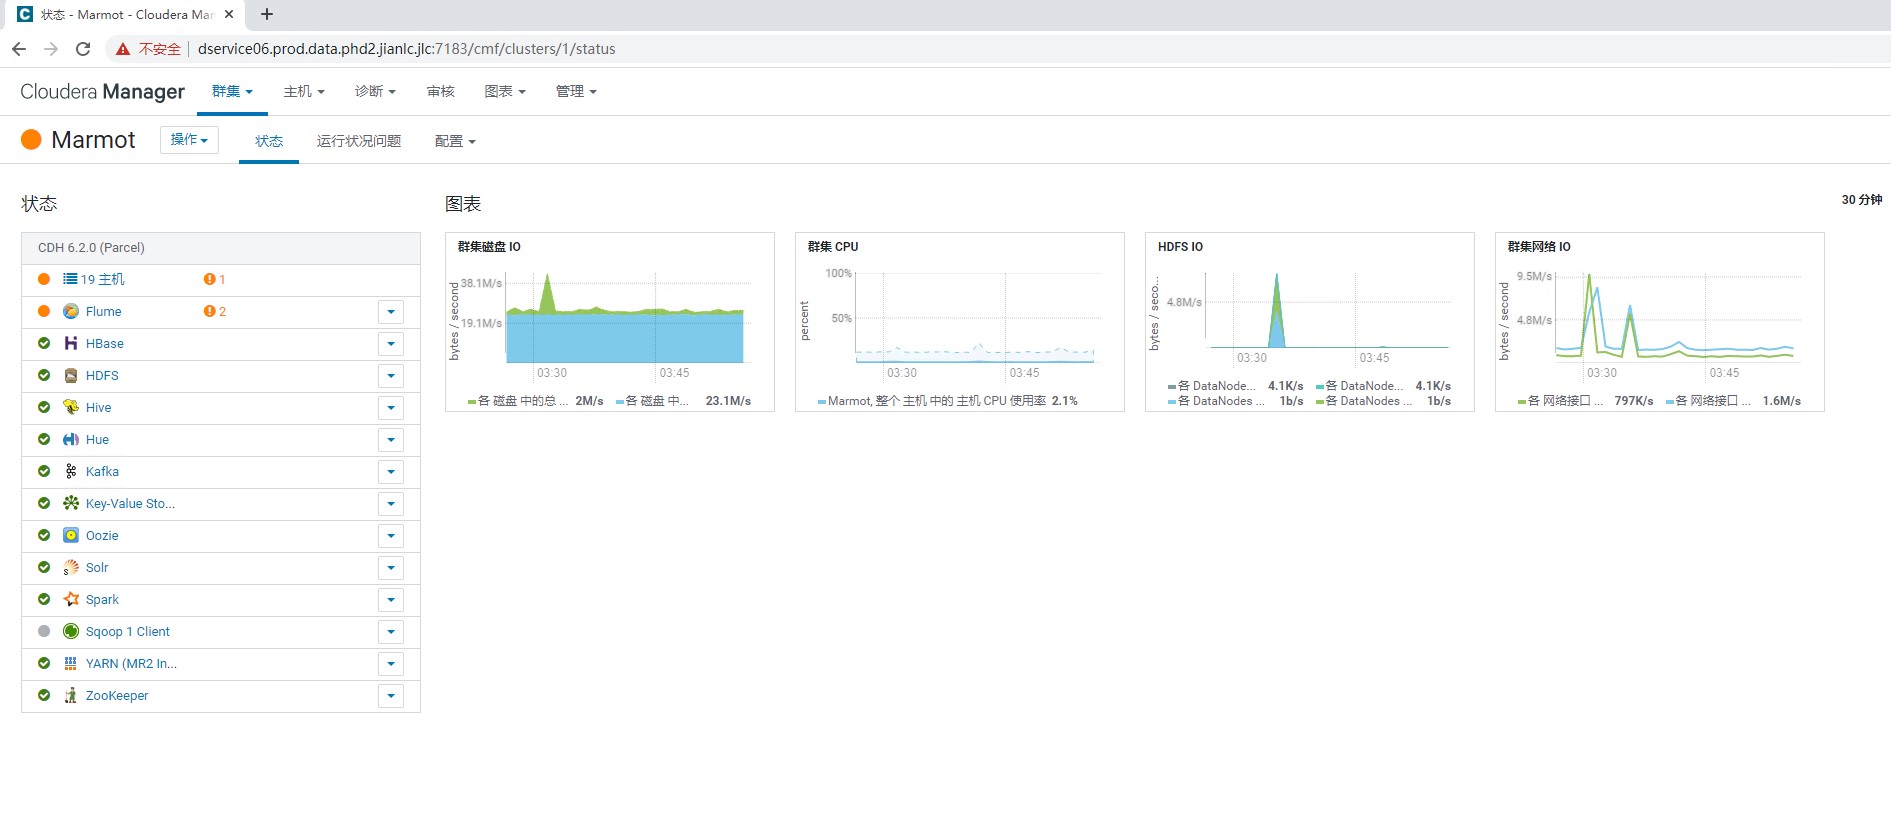 状态 - Marmot - Cloudera Man
不安全 dservice06.prod.data.phd2.jianlc.jlc:7183/cmf/clusters/1/status
Cloudera Manager 群集 主机 诊断 审核 图表 管理
Marmot 操作 状态 运行状况问题 配置
状态
CDH 6.2.0 (Parcel)
19 主机 1
Flume 2
HBase
HDFS
Hive
Hue
Kafka
Key-Value Sto...
Oozie
Solr
Spark
Sqoop 1 Client
YARN (MR2 In...
ZooKeeper
图表
30 分钟
群集磁盘 IO
bytes / second
38.1M/s
19.1M/s
03:30 03:45
各 磁盘 中的总 ... 2M/s 各 磁盘 中... 23.1M/s
群集 CPU
percent
100%
50%
03:30 03:45
Marmot, 整个 主机 中的 主机 CPU 使用率 2.1%
HDFS IO
bytes / seco...
4.8M/s
03:30 03:45
各 DataNode... 4.1K/s 各 DataNode... 4.1K/s
各 DataNodes ... 1b/s 各 DataNodes ... 1b/s
群集网络 IO
bytes / second
9.5M/s
4.8M/s
03:30 03:45
各 网络接口 ... 797K/s 各 网络接口 ... 1.6M/s